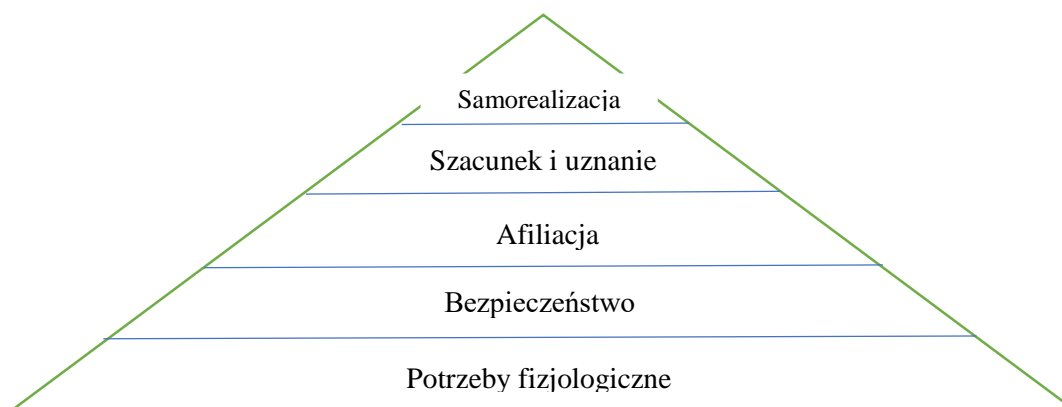 Samorealizacja
Szacunek i uznanie
Afiliacja
Bezpieczeństwo
Potrzeby fizjologiczne